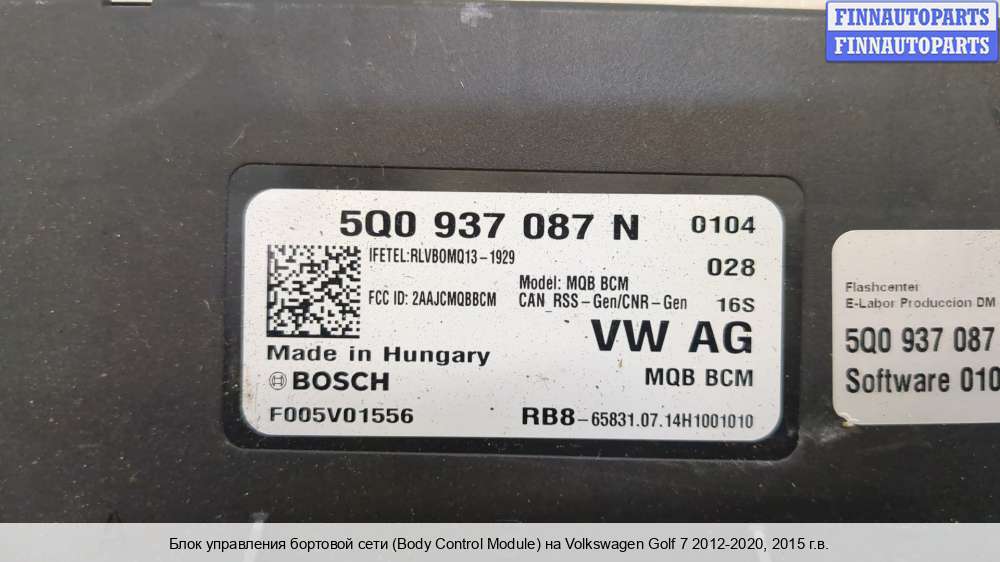 FINNAUTOPARTS
FINNAUTOPARTS
5Q0 937 087 N 0104
IFETEL:RLVBOMQ13-1929
028
Model: MQB BCM
FCC ID: 2AAJCMQBBCM
CAN_RSS-Gen/CNR-Gen 16S
VW AG
Made in Hungary
BOSCH
MQB BCM
F005V01556
RB8-65831.07.14H1001010
Flashcenter
E-Labor Produccion DM
5Q0 937 087
Software 010
Блок управления бортовой сети (Body Control Module) на Volkswagen Golf 7 2012-2020, 2015 г.в.